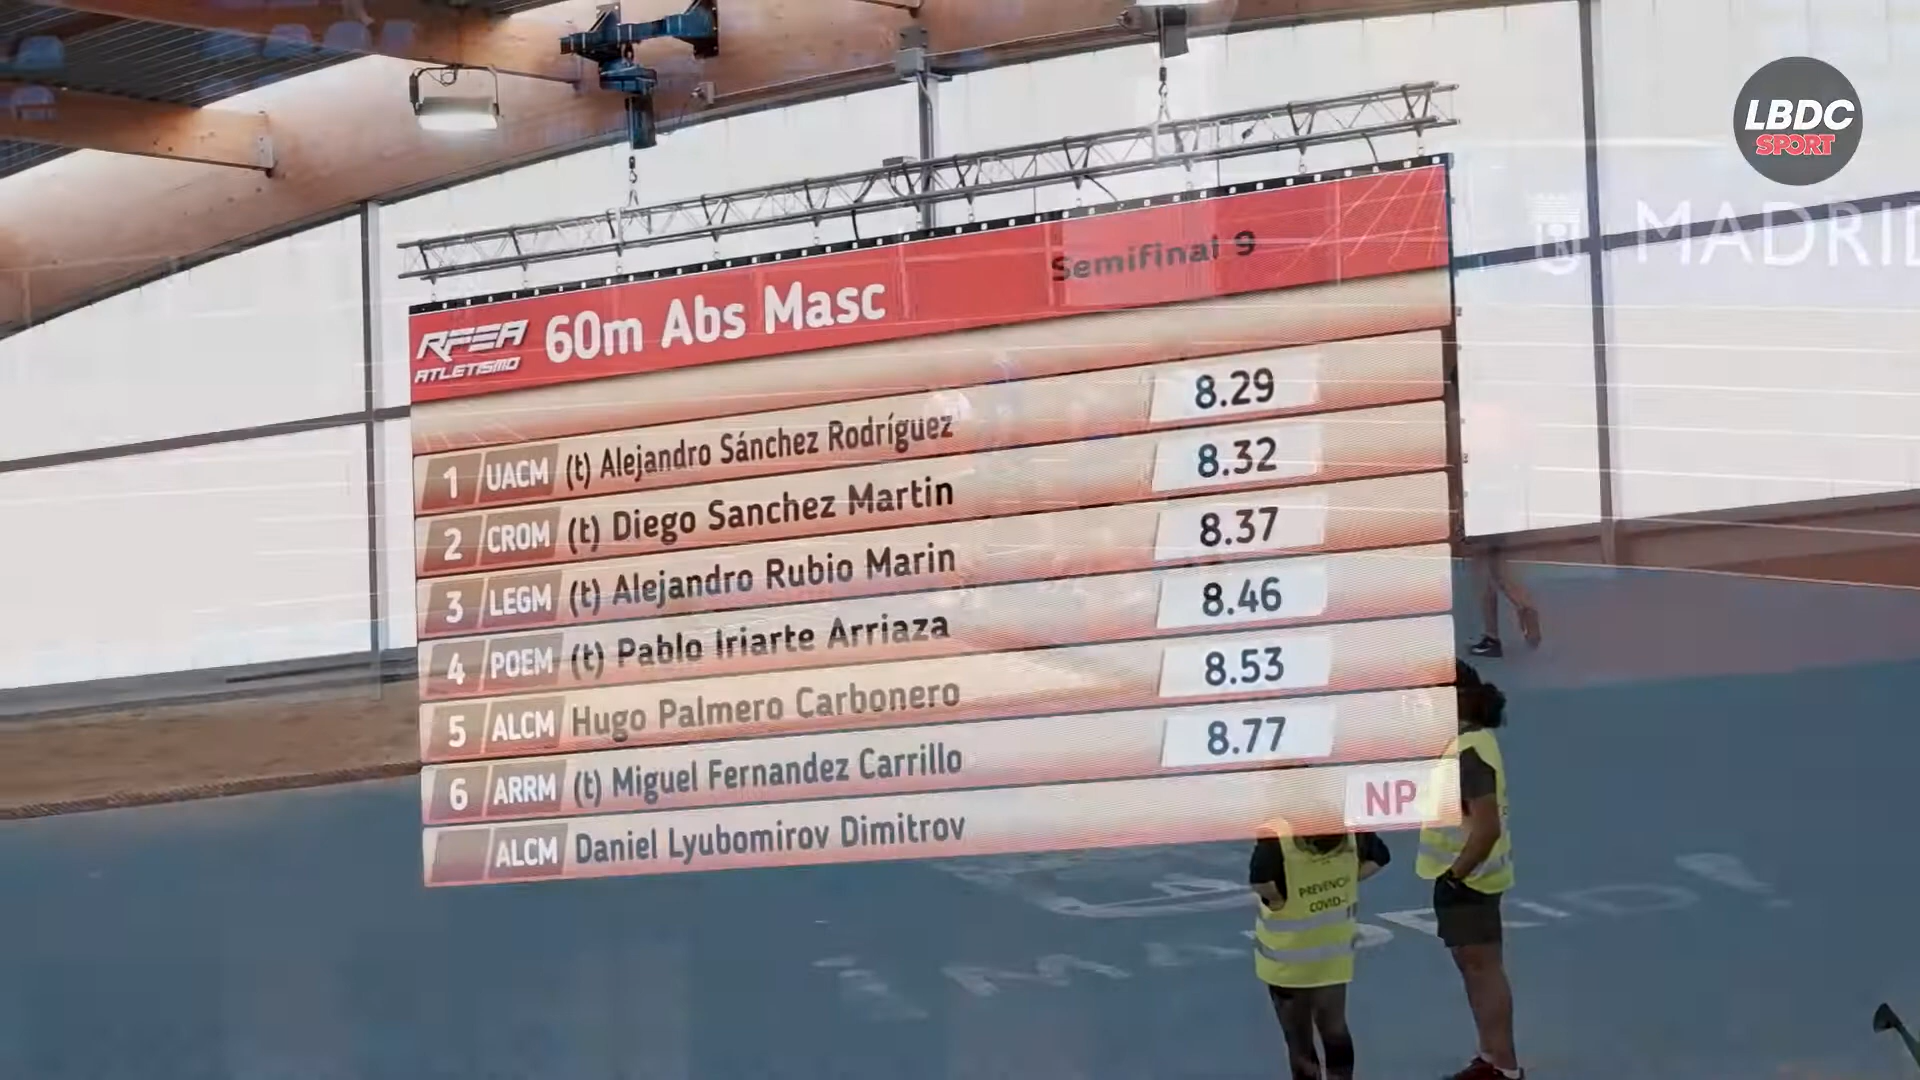 LBDC
SPORT
MADRID
Semifinal 9
RFEA
ATLETISMO
60m Abs Masc
1 UACM (t) Alejandro Sánchez Rodríguez 8.29
2 CROM (t) Diego Sanchez Martin 8.32
3 LEGM (t) Alejandro Rubio Marin 8.37
4 POEM (t) Pablo Iriarte Arriaza 8.46
5 ALCM Hugo Palmero Carbonero 8.53
6 ARRM (t) Miguel Fernandez Carrillo 8.77
ALCM Daniel Lyubomirov Dimitrov NP
PREVENCI
COVID-